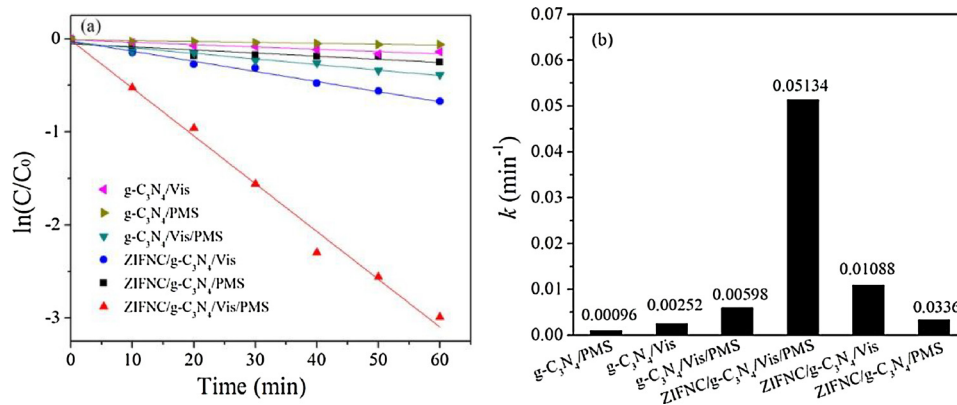 (a)
0
-1
-2
-3
ln(C/C₀)
g-C₃N₄/Vis
g-C₃N₄/PMS
g-C₃N₄/Vis/PMS
ZIFNC/g-C₃N₄/Vis
ZIFNC/g-C₃N₄/PMS
ZIFNC/g-C₃N₄/Vis/PMS
0 10 20 30 40 50 60
Time (min)
(b)
0.07
0.06
0.05
0.04
0.03
0.02
0.01
0.00
k (min⁻¹)
0.00096
0.00252
0.00598
0.05134
0.01088
0.0336
g-C₃N₄/PMS
g-C₃N₄/Vis
g-C₃N₄/Vis/PMS
ZIFNC/g-C₃N₄/Vis/PMS
ZIFNC/g-C₃N₄/Vis
ZIFNC/g-C₃N₄/PMS